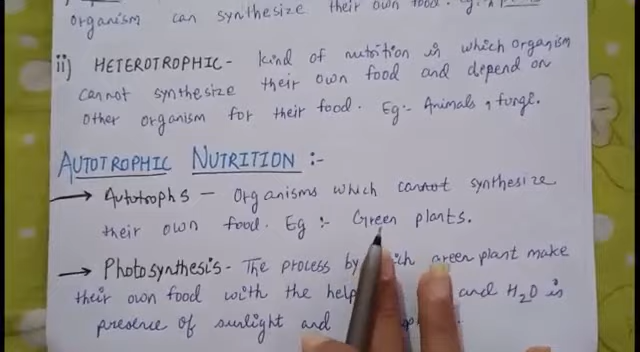 organism can synthesize their own food. Eg:-
ii) HETEROTROPHIC - kind of nutrition in which organism
cannot synthesize their own food and depend on
other organism for their food. Eg:- Animals, fungi.
AUTOTROPHIC NUTRITION :-
→ Autotrophs - Organisms which cannot synthesize
their own food. Eg :- Green plants.
→ Photosynthesis - The process by which green plant make
their own food with the help and H2O in
presence of sunlight and